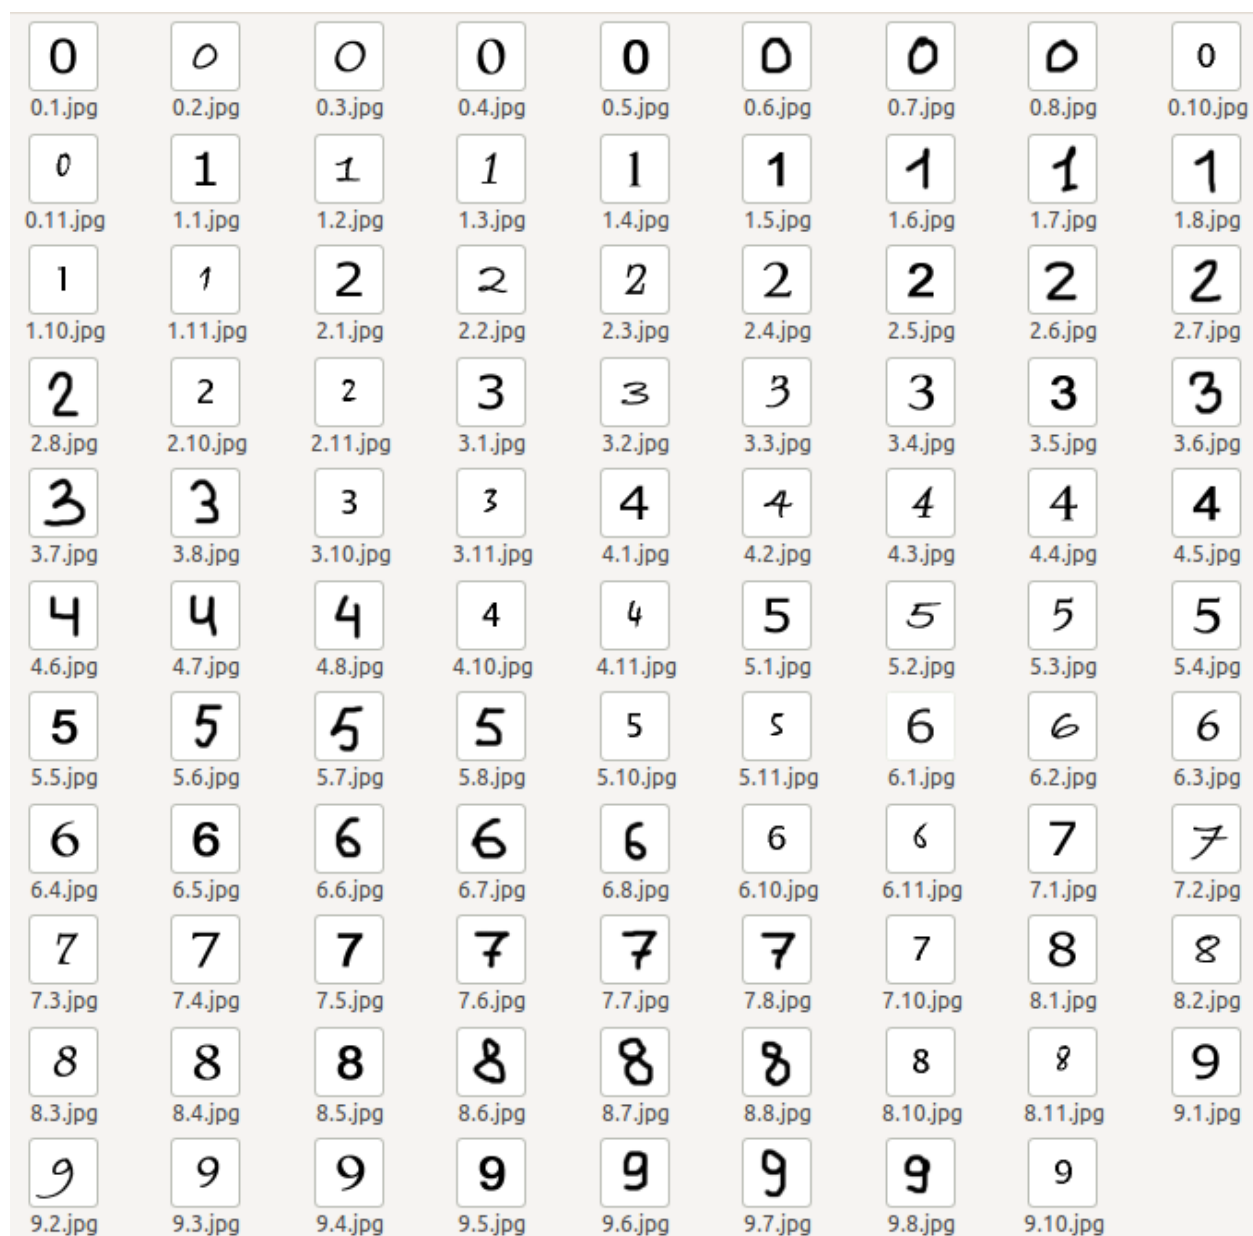 0 0 0 0 0 0 0 0 0
0.1.jpg 0.2.jpg 0.3.jpg 0.4.jpg 0.5.jpg 0.6.jpg 0.7.jpg 0.8.jpg 0.10.jpg
0 1 1 1 1 1 1 1 1
0.11.jpg 1.1.jpg 1.2.jpg 1.3.jpg 1.4.jpg 1.5.jpg 1.6.jpg 1.7.jpg 1.8.jpg
1 1 2 2 2 2 2 2 2
1.10.jpg 1.11.jpg 2.1.jpg 2.2.jpg 2.3.jpg 2.4.jpg 2.5.jpg 2.6.jpg 2.7.jpg
2 2 2 3 3 3 3 3 3
2.8.jpg 2.10.jpg 2.11.jpg 3.1.jpg 3.2.jpg 3.3.jpg 3.4.jpg 3.5.jpg 3.6.jpg
3 3 3 3 4 4 4 4 4
3.7.jpg 3.8.jpg 3.10.jpg 3.11.jpg 4.1.jpg 4.2.jpg 4.3.jpg 4.4.jpg 4.5.jpg
4 4 4 4 4 5 5 5 5
4.6.jpg 4.7.jpg 4.8.jpg 4.10.jpg 4.11.jpg 5.1.jpg 5.2.jpg 5.3.jpg 5.4.jpg
5 5 5 5 5 5 6 6 6
5.5.jpg 5.6.jpg 5.7.jpg 5.8.jpg 5.10.jpg 5.11.jpg 6.1.jpg 6.2.jpg 6.3.jpg
6 6 6 6 6 6 6 7 7
6.4.jpg 6.5.jpg 6.6.jpg 6.7.jpg 6.8.jpg 6.10.jpg 6.11.jpg 7.1.jpg 7.2.jpg
7 7 7 7 7 7 7 8 8
7.3.jpg 7.4.jpg 7.5.jpg 7.6.jpg 7.7.jpg 7.8.jpg 7.10.jpg 8.1.jpg 8.2.jpg
8 8 8 8 8 8 8 8 9
8.3.jpg 8.4.jpg 8.5.jpg 8.6.jpg 8.7.jpg 8.8.jpg 8.10.jpg 8.11.jpg 9.1.jpg
9 9 9 9 9 9 9 9
9.2.jpg 9.3.jpg 9.4.jpg 9.5.jpg 9.6.jpg 9.7.jpg 9.8.jpg 9.10.jpg